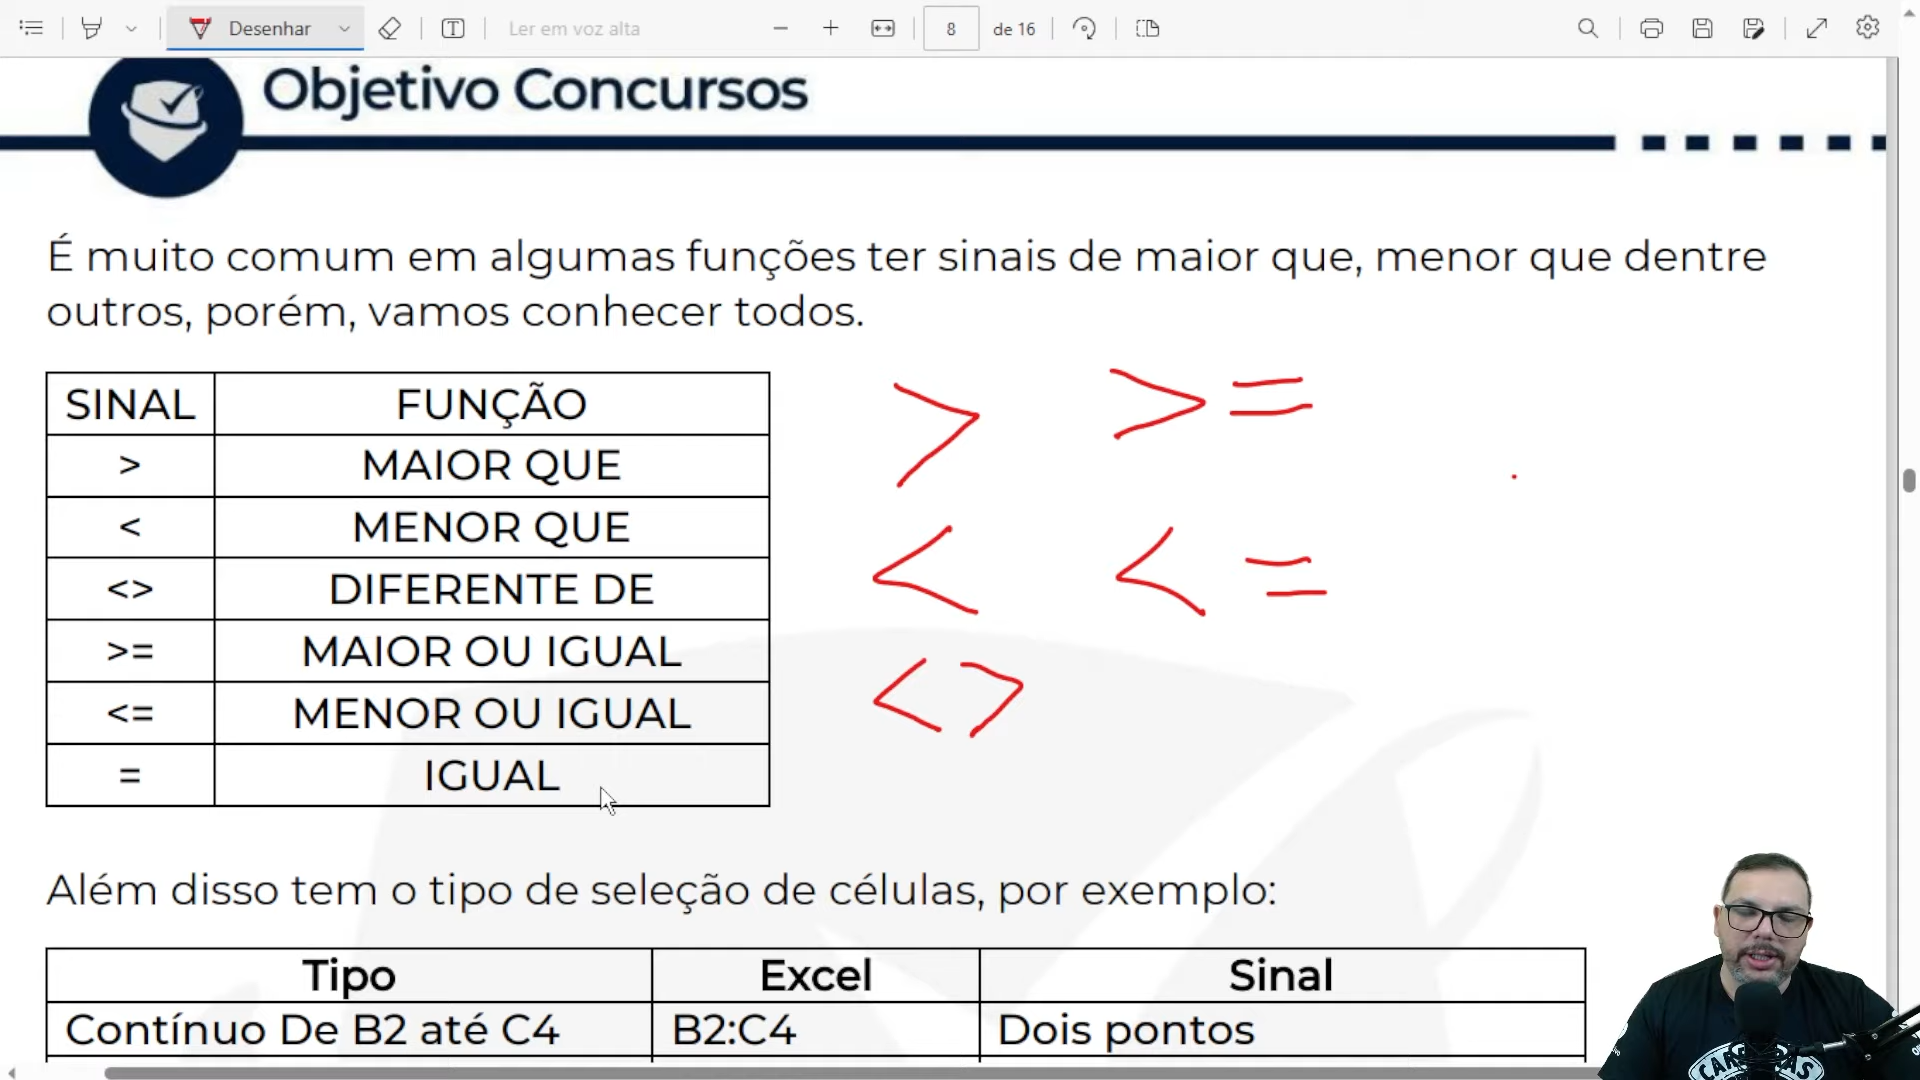 Desenhar
Ler em voz alta
8 de 16
Objetivo Concursos
É muito comum em algumas funções ter sinais de maior que, menor que dentre
outros, porém, vamos conhecer todos.
SINAL FUNÇÃO
> MAIOR QUE
< MENOR QUE
<> DIFERENTE DE
>= MAIOR OU IGUAL
<= MENOR OU IGUAL
= IGUAL
> >=
< <=
<>
Além disso tem o tipo de seleção de células, por exemplo:
Tipo Excel Sinal
Contínuo De B2 até C4 B2:C4 Dois pontos